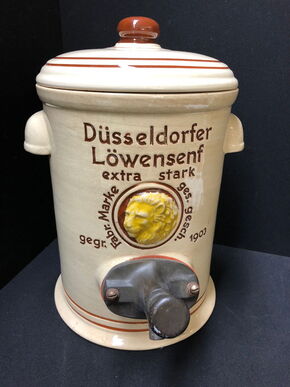 Düsseldorfer
Löwensenf
extra stark
Fabr. Marke ges. gesch.
gegr. 1903